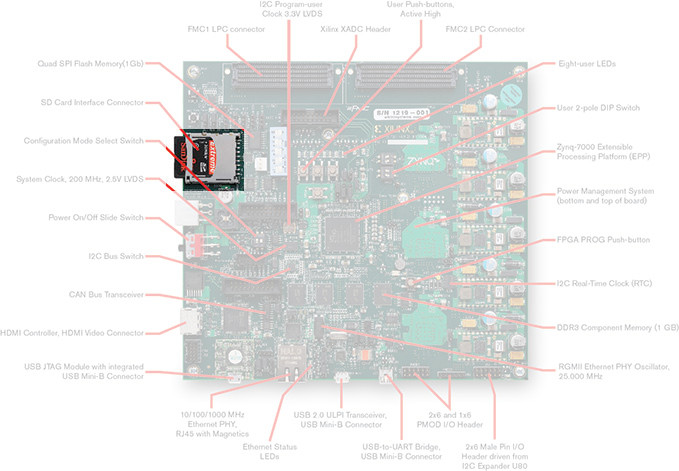 I2C Program-user
Clock 3.3V LVDS
User Push-buttons,
Active High
FMC1 LPC connector
Xilinx XADC Header
FMC2 LPC Connector
Quad SPI Flash Memory(1Gb)
Eight-user LEDs
SD Card Interface Connector
User 2-pole DIP Switch
S/N 1219-001
XILINX
Configuration Mode Select Switch
Zynq-7000 Extensible
Processing Platform (EPP)
extreme
System Clock, 200 MHz, 2.5V LVDS
Power Management System
(bottom and top of board)
Power On/Off Slide Switch
FPGA PROG Push-button
I2C Bus Switch
I2C Real-Time Clock (RTC)
CAN Bus Transceiver
HDMI Controller, HDMI Video Connector
DDR3 Component Memory (1 GB)
USB JTAG Module with integrated
USB Mini-B Connector
RGMII Ethernet PHY Oscillator,
25.000 MHz
10/100/1000 MHz
Ethernet PHY,
RJ45 with Magnetics
Ethernet Status
LEDs
USB 2.0 ULPI Transceiver,
USB Mini-B Connector
USB-to-UART Bridge,
USB Mini-B Connector
2x6 and 1x6
PMOD I/O Header
2x6 Male Pin I/O
Header driven from
I2C Expander U80